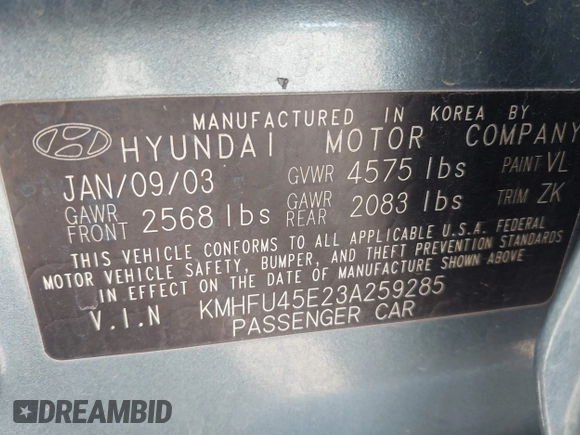 MANUFACTURED IN KOREA BY
HYUNDAI MOTOR COMPANY
JAN/09/03 GVWR 4575 lbs PAINT VL
GAWR FRONT 2568 lbs GAWR REAR 2083 lbs TRIM ZK
THIS VEHICLE CONFORMS TO ALL APPLICABLE U.S.A. FEDERAL
MOTOR VEHICLE SAFETY, BUMPER, AND THEFT PREVENTION STANDARDS
IN EFFECT ON THE DATE OF MANUFACTURE SHOWN ABOVE.
V.I.N KMHFU45E23A259285
PASSENGER CAR
DREAMBID